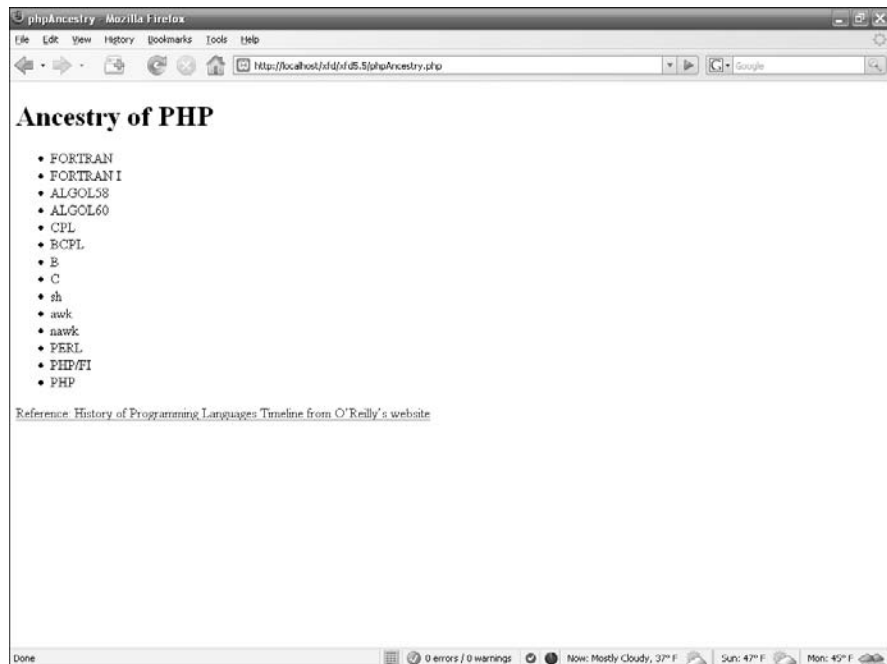 phpAncestry - Mozilla Firefox
File Edit View History Bookmarks Tools Help
http://localhost/xfd/xfd5.5/phpAncestry.php
Google
Ancestry of PHP
• FORTRAN
• FORTRAN I
• ALGOL58
• ALGOL60
• CPL
• BCPL
• B
• C
• sh
• awk
• nawk
• PERL
• PHP/FI
• PHP
Reference: History of Programming Languages Timeline from O'Reilly's website
Done 0 errors / 0 warnings Now: Mostly Cloudy, 37° F Sun: 47° F Mon: 45° F